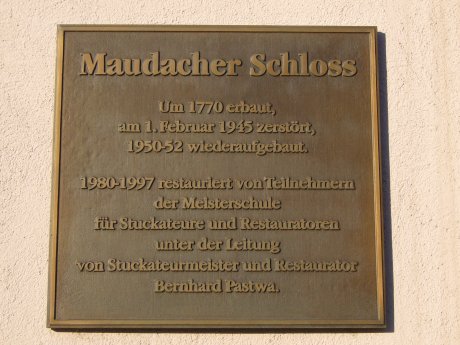 Maudacher Schloss
Um 1770 erbaut,
am 1. Februar 1945 zerstört,
1950-52 wiederaufgebaut.
1980-1997 restauriert von Teilnehmern
der Meisterschule
für Stuckateure und Restauratoren
unter der Leitung
von Stuckateurmeister und Restaurator
Bernhard Pastwa.